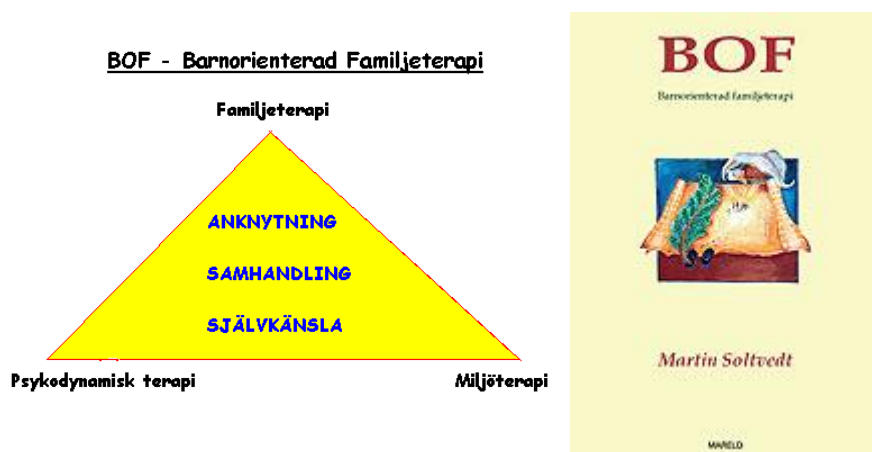 BOF - Barnorienterad Familjeterapi
Familjeterapi
ANKNYTNING
SAMHANDLING
SJÄLVKÄNSLA
Psykodynamisk terapi
Miljöterapi
BOF
Barnorienterad familjeterapi
Martin Soltvedt
MARELD